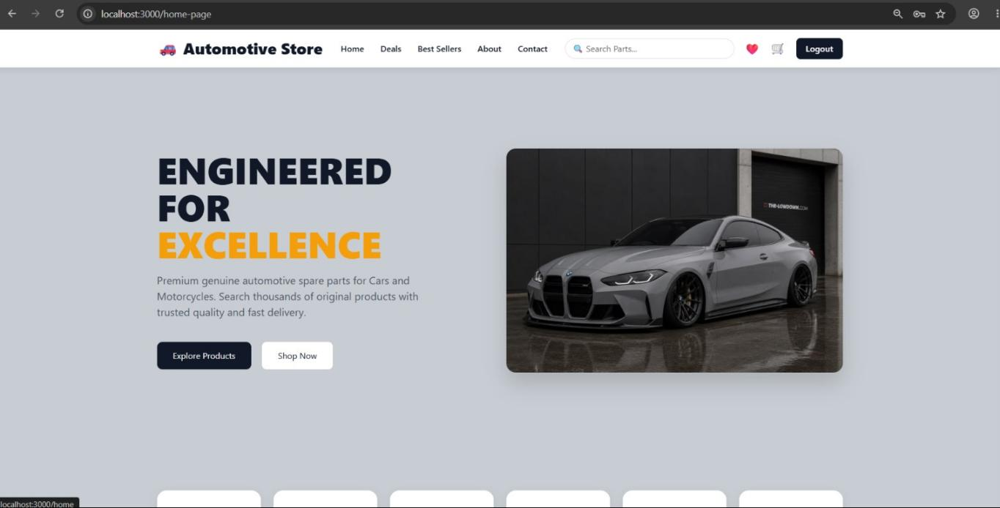 localhost:3000/home-page
Automotive Store Home Deals Best Sellers About Contact Search Parts... Logout
ENGINEERED
FOR
EXCELLENCE
Premium genuine automotive spare parts for Cars and
Motorcycles. Search thousands of original products with
trusted quality and fast delivery.
Explore Products Shop Now
THE-LOWDOWN.COM
localhost:3000/home